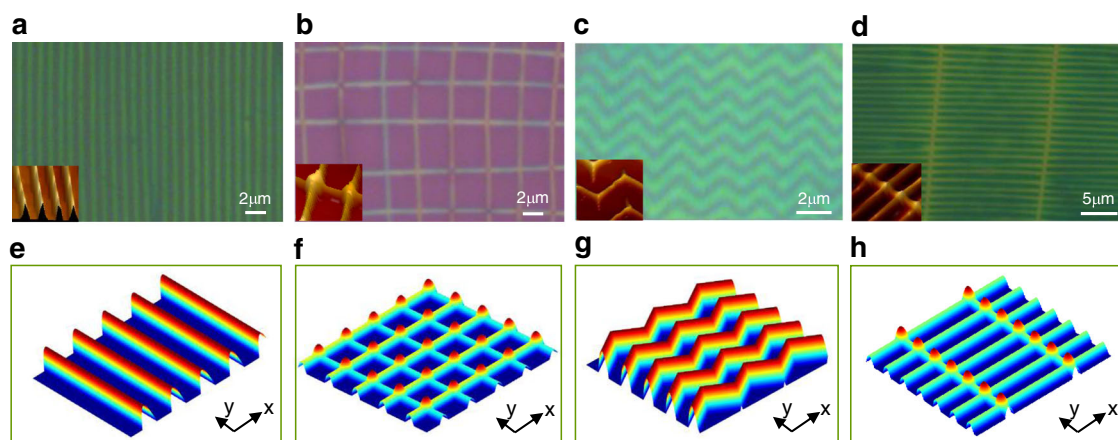 a b c d
2μm 2μm 2μm 5μm
e f g h
y x y x y x y x